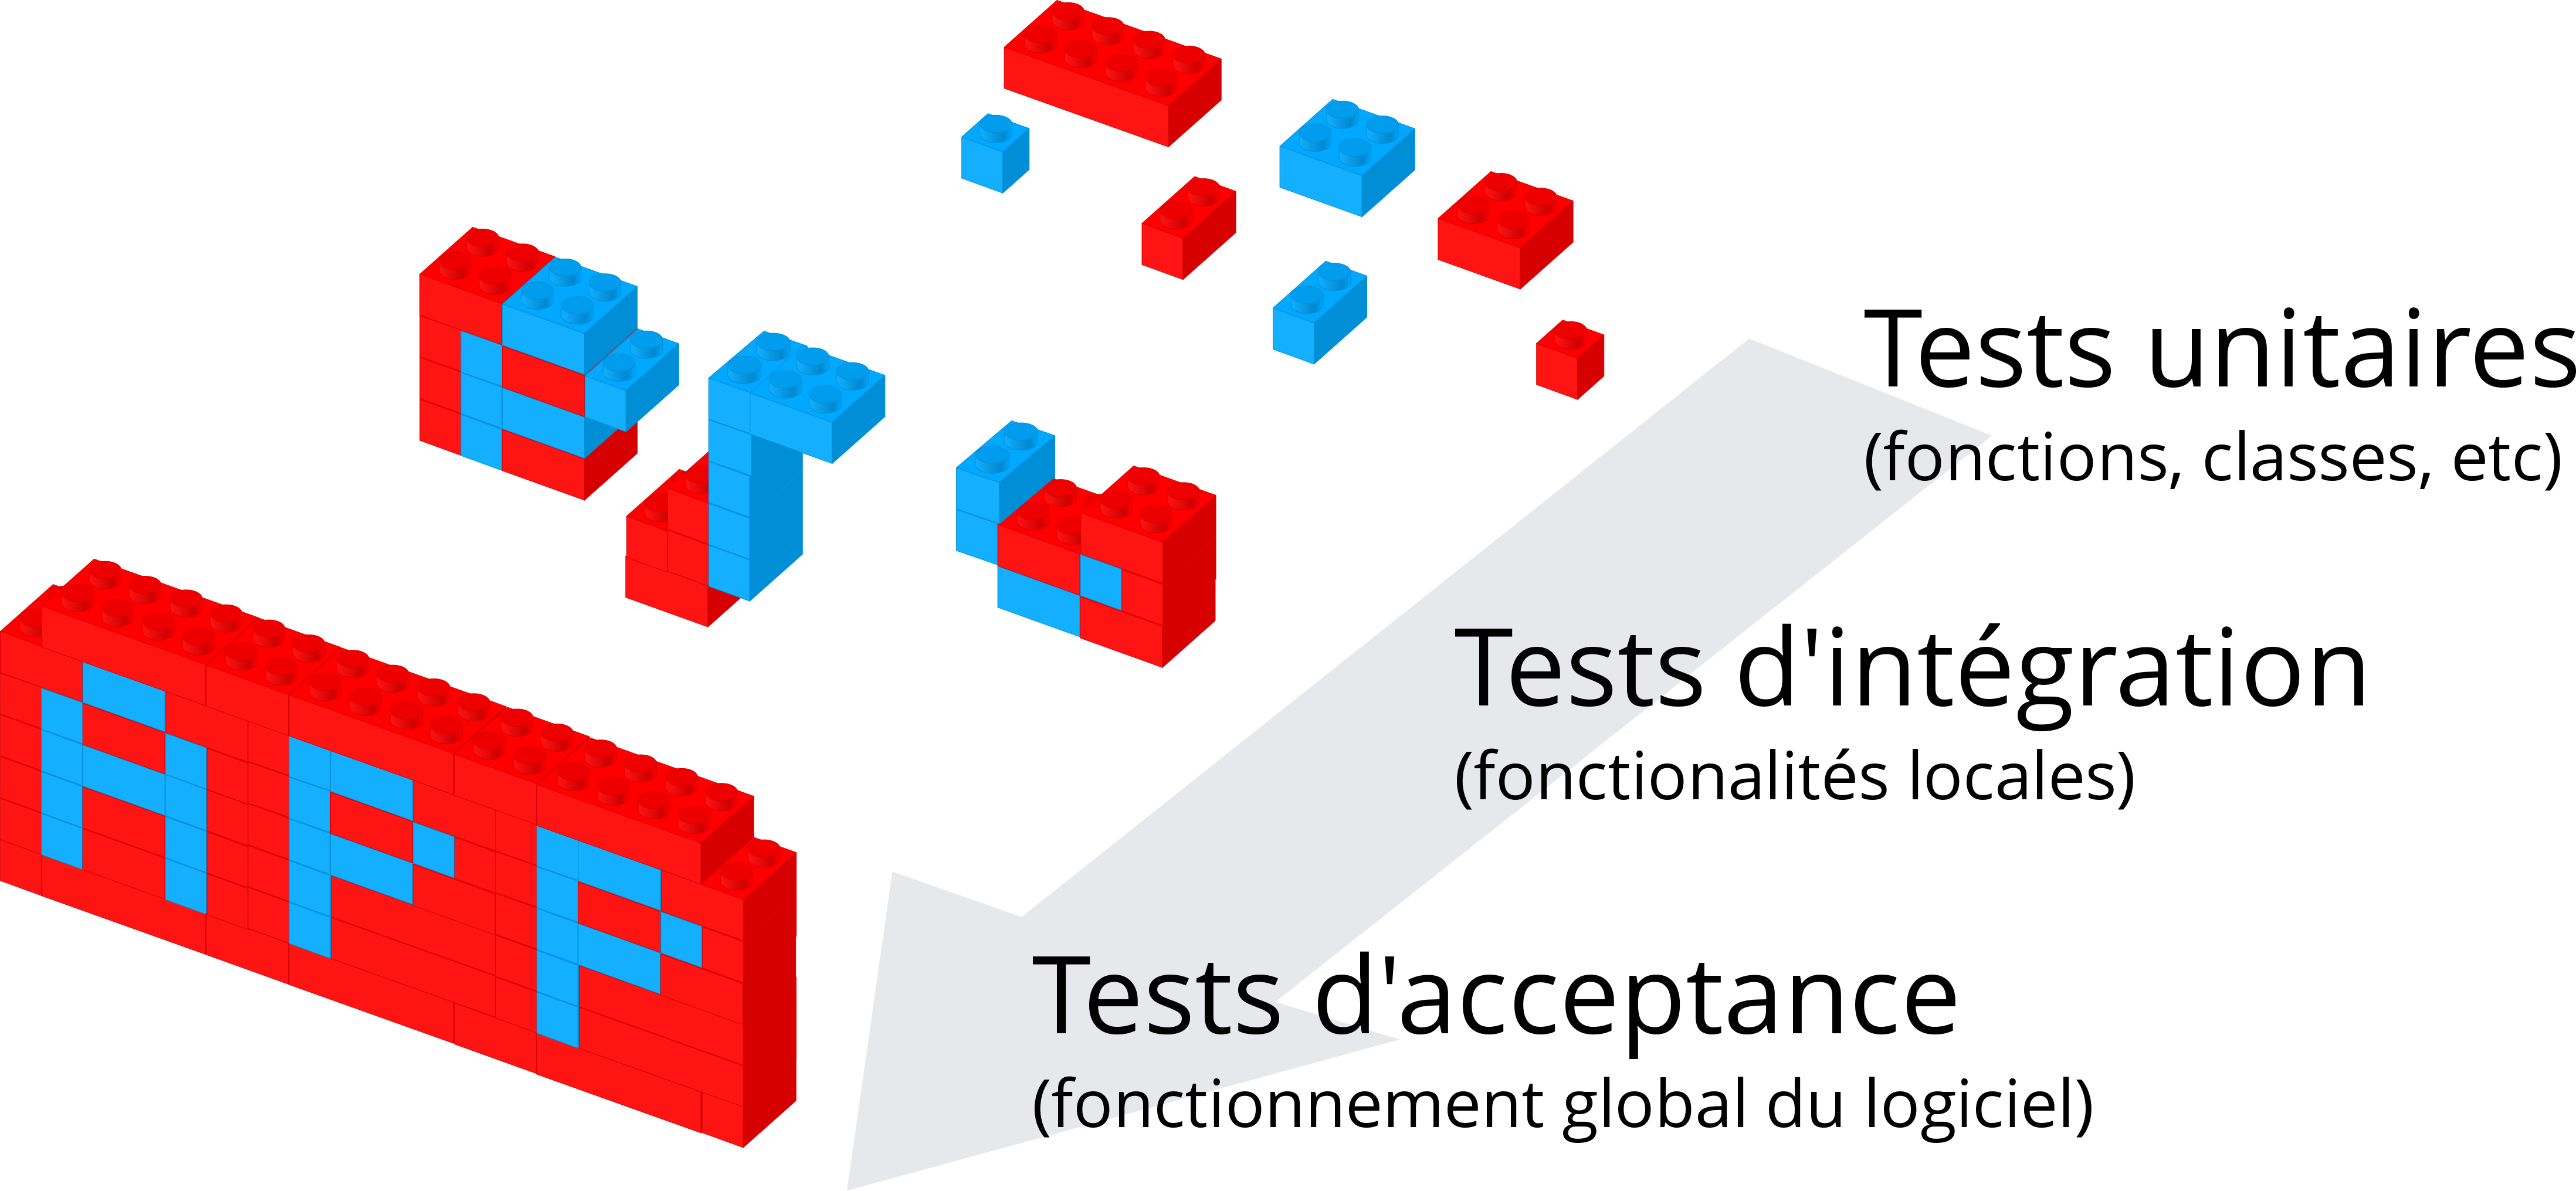 Tests unitaires
(fonctions, classes, etc)
Tests d'intégration
(fonctionalités locales)
APP
Tests d'acceptance
(fonctionnement global du logiciel)